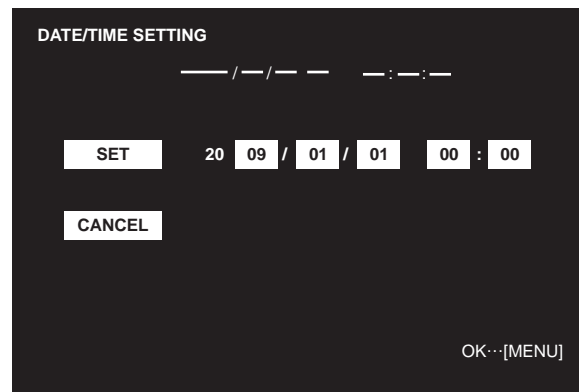 DATE/TIME SETTING
——/—/— — —:—:—
SET 20 09 / 01 / 01 00 : 00
CANCEL
OK···[MENU]